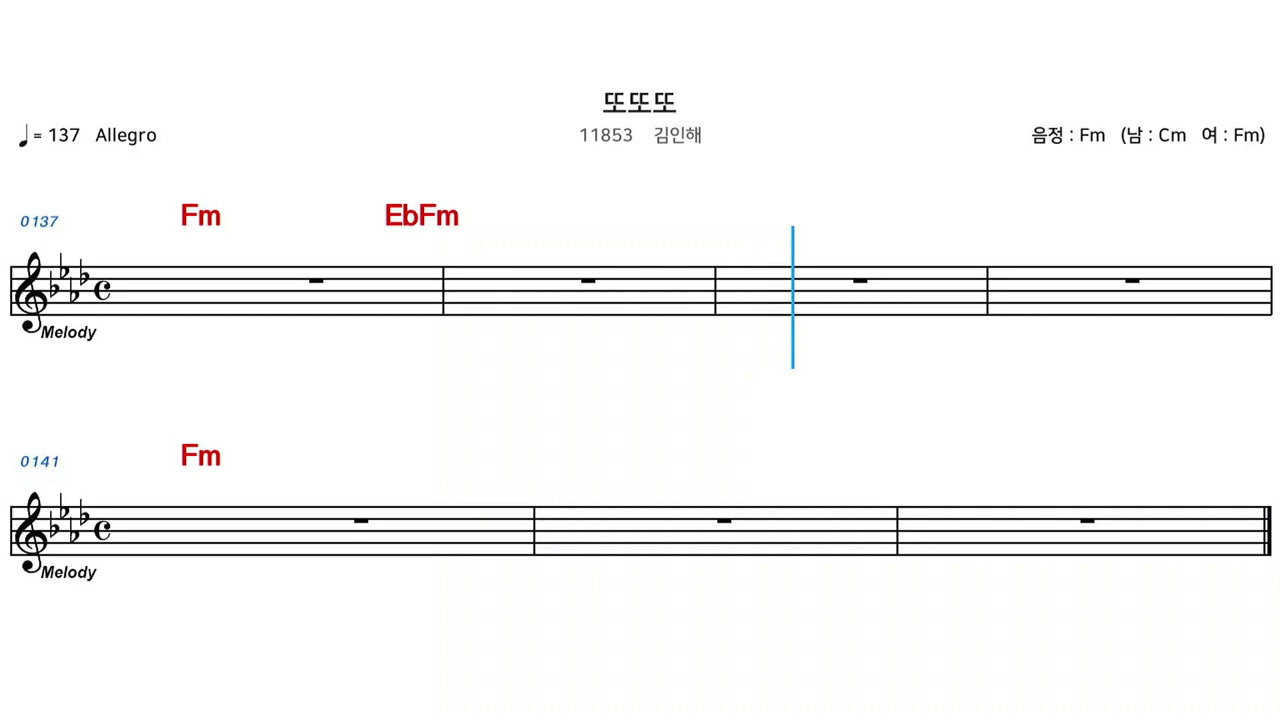 또또또
♩= 137 Allegro
11853 김인해
음정 : Fm (남 : Cm 여 : Fm)
0137
Fm
EbFm
Melody
0141
Fm
Melody